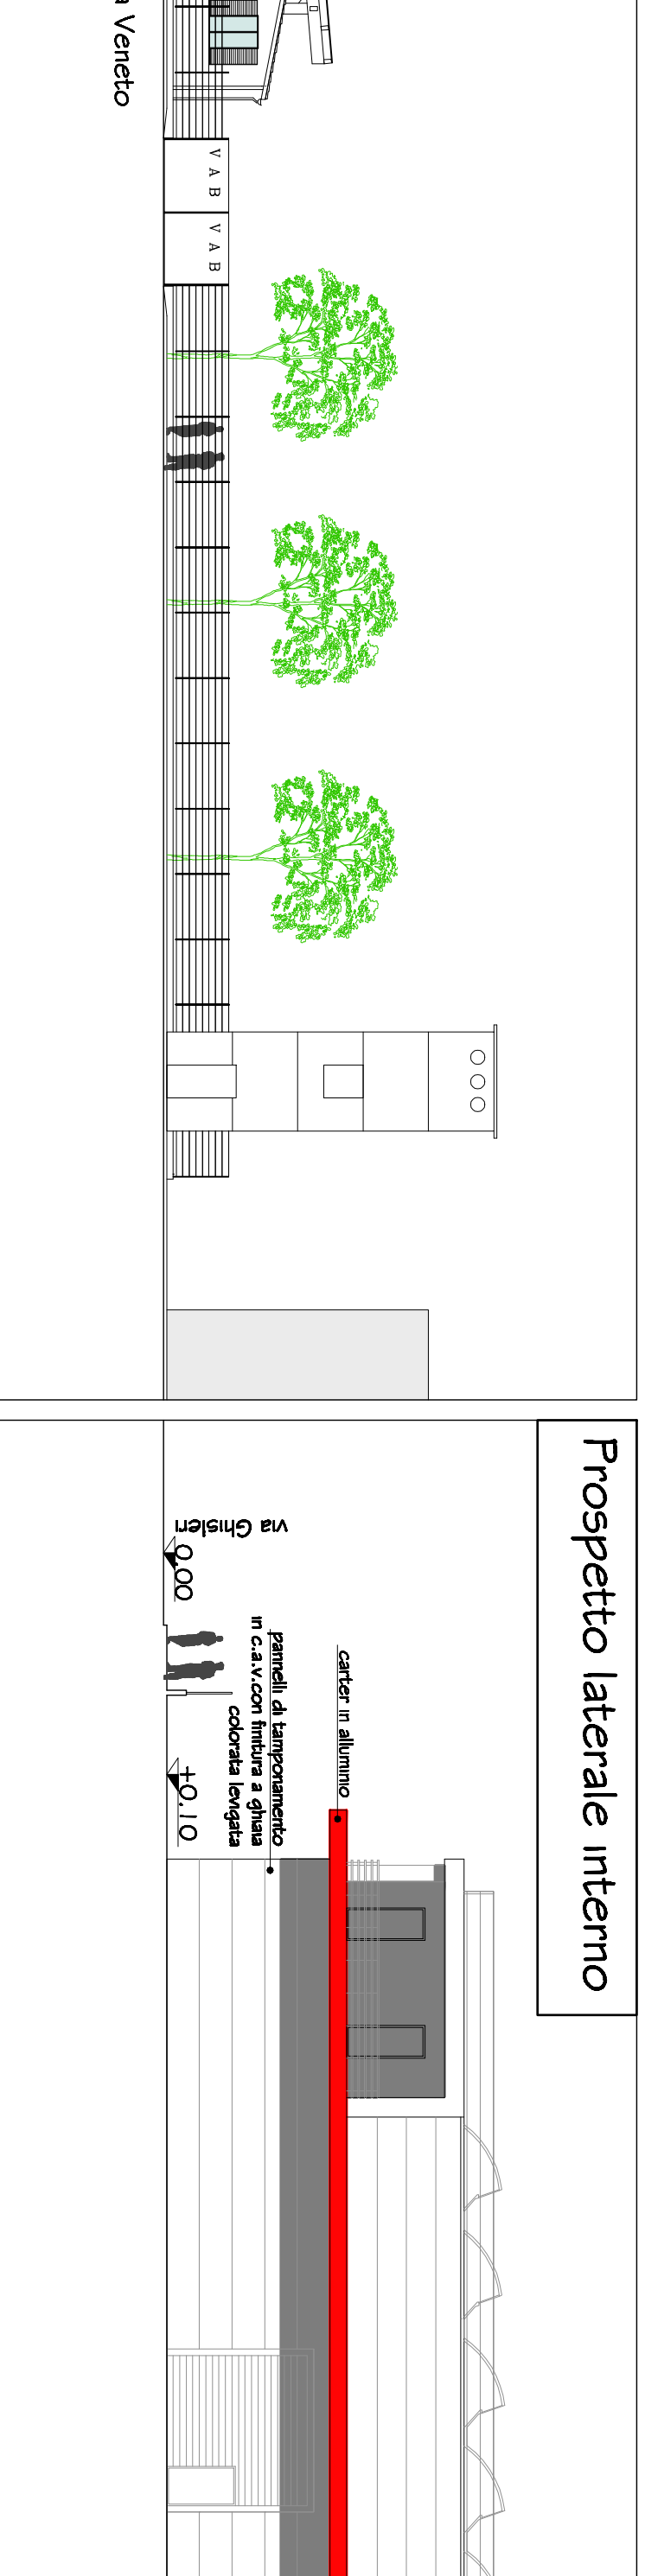 Veneto
V A B
V A B
Prospetto laterale interno
via Ghisleri
0.00
carter in alluminio
pannelli di tamponamento
in c.a.v.con finitura a ghiaia
colorata levigata
+0.10